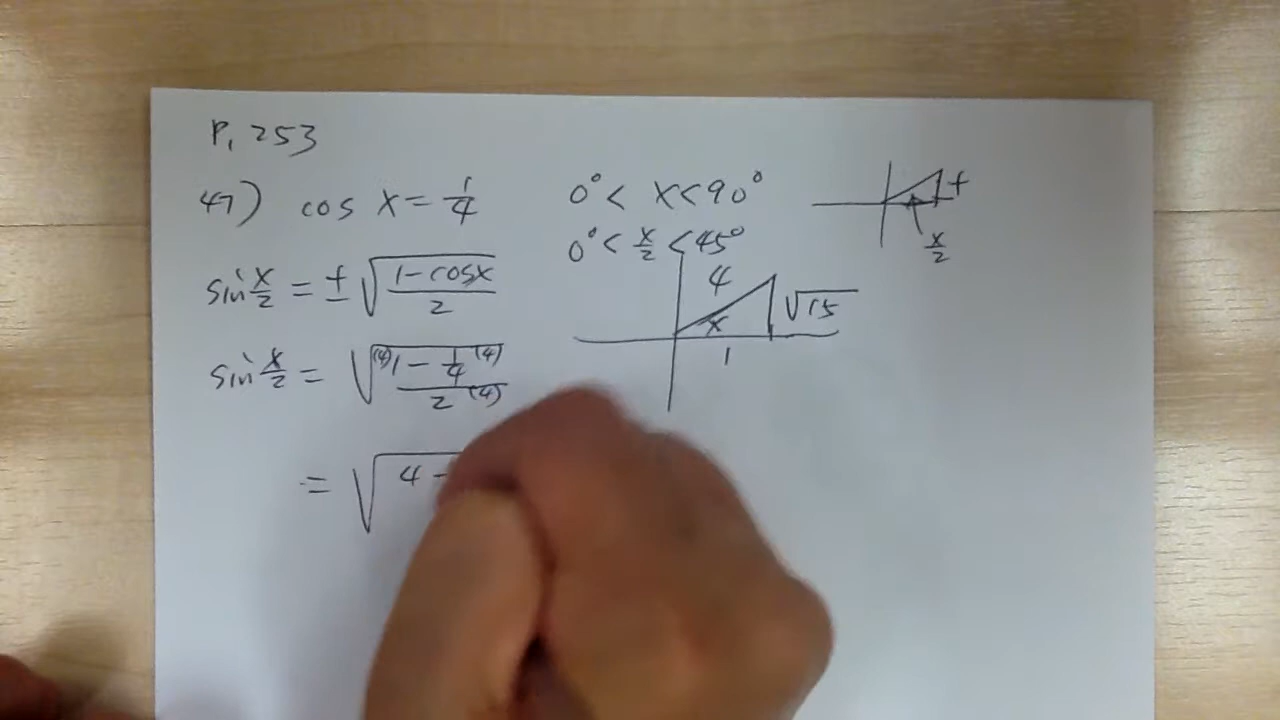 P. 253
47) cos x = 1/4
0° < x < 90°
0° < x/2 < 45°
sin x/2 = ± √((1 - cos x)/2)
sin x/2 = √(((4) 1 - 1/4 (4))/(2 (4)))
= √(4 -
4
√15
x
1
+
x/2